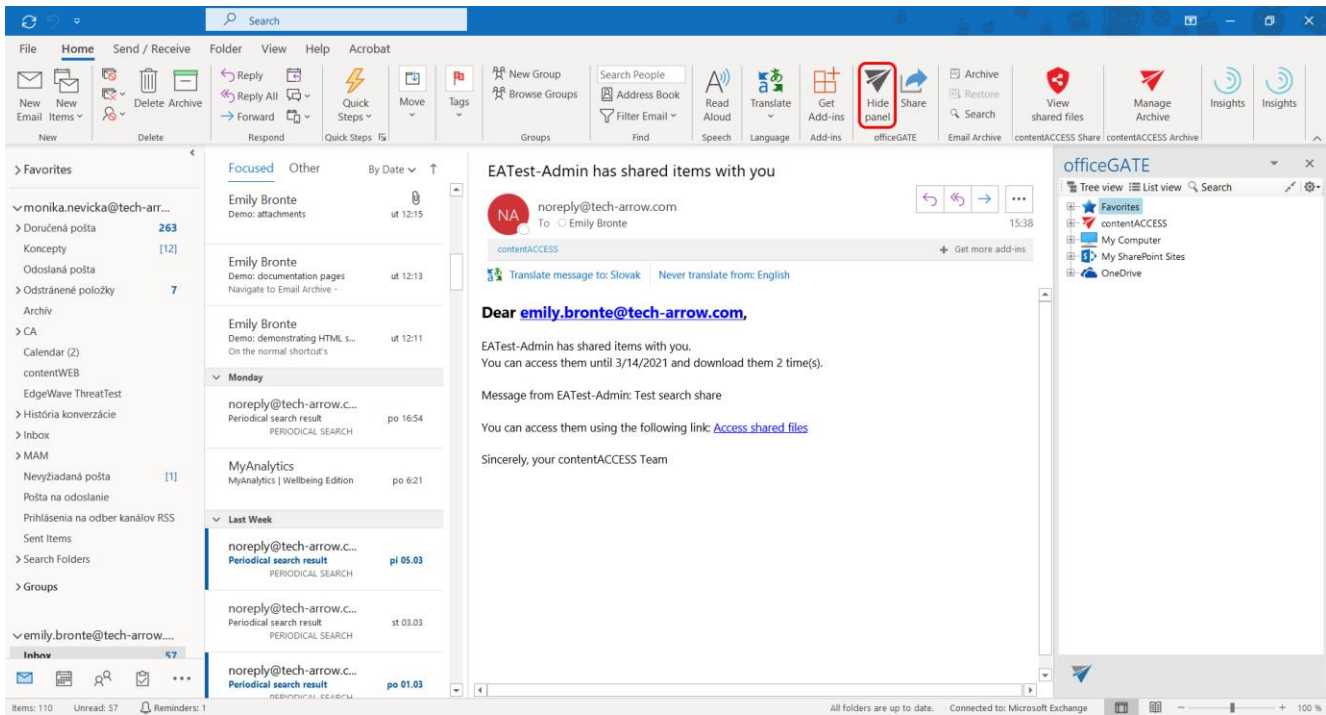 Search
File Home Send / Receive Folder View Help Acrobat
New Email
New Items
Delete Archive
Reply
Reply All
Forward
Quick Steps
Move
Tags
New Group
Browse Groups
Search People
Address Book
Filter Email
Read Aloud
Translate
Get Add-ins
Hide panel
Share
Archive
Restore
Search
View shared files
Manage Archive
Insights
Insights
New Delete Respond Quick Steps Groups Find Speech Language Add-ins officeGATE Email Archive contentACCESS Share contentACCESS Archive
Favorites
monika.nevicka@tech-arr...
Doručená pošta 263
Koncepty [12]
Odoslaná pošta
Odstránené položky 7
Archív
CA
Calendar (2)
contentWEB
EdgeWave ThreatTest
História konverzácie
Inbox
MAM
Nevyžiadaná pošta [1]
Pošta na odoslanie
Prihlásenia na odber kanálov RSS
Sent Items
Search Folders
Groups
emily.bronte@tech-arrow....
Inbox 57
Focused Other By Date
Emily Bronte
Demo: attachments ut 12:15
Emily Bronte
Demo: documentation pages ut 12:13
Navigate to Email Archive -
Emily Bronte
Demo: demonstrating HTML s... ut 12:11
On the normal shortcut's
Monday
noreply@tech-arrow.c...
Periodical search result po 16:54
PERIODICAL SEARCH
MyAnalytics
MyAnalytics | Wellbeing Edition po 6:21
Last Week
noreply@tech-arrow.c...
Periodical search result pi 05.03
PERIODICAL SEARCH
noreply@tech-arrow.c...
Periodical search result st 03.03
PERIODICAL SEARCH
noreply@tech-arrow.c...
Periodical search result po 01.03
PERIODICAL SEARCH
EATest-Admin has shared items with you
NA
noreply@tech-arrow.com
To Emily Bronte 15:38
contentACCESS + Get more add-ins
Translate message to: Slovak Never translate from: English
Dear emily.bronte@tech-arrow.com,
EATest-Admin has shared items with you.
You can access them until 3/14/2021 and download them 2 time(s).
Message from EATest-Admin: Test search share
You can access them using the following link: Access shared files
Sincerely, your contentACCESS Team
officeGATE
Tree view List view Search
Favorites
contentACCESS
My Computer
My SharePoint Sites
OneDrive
Items: 110 Unread: 57 Reminders: 1 All folders are up to date. Connected to: Microsoft Exchange 100 %